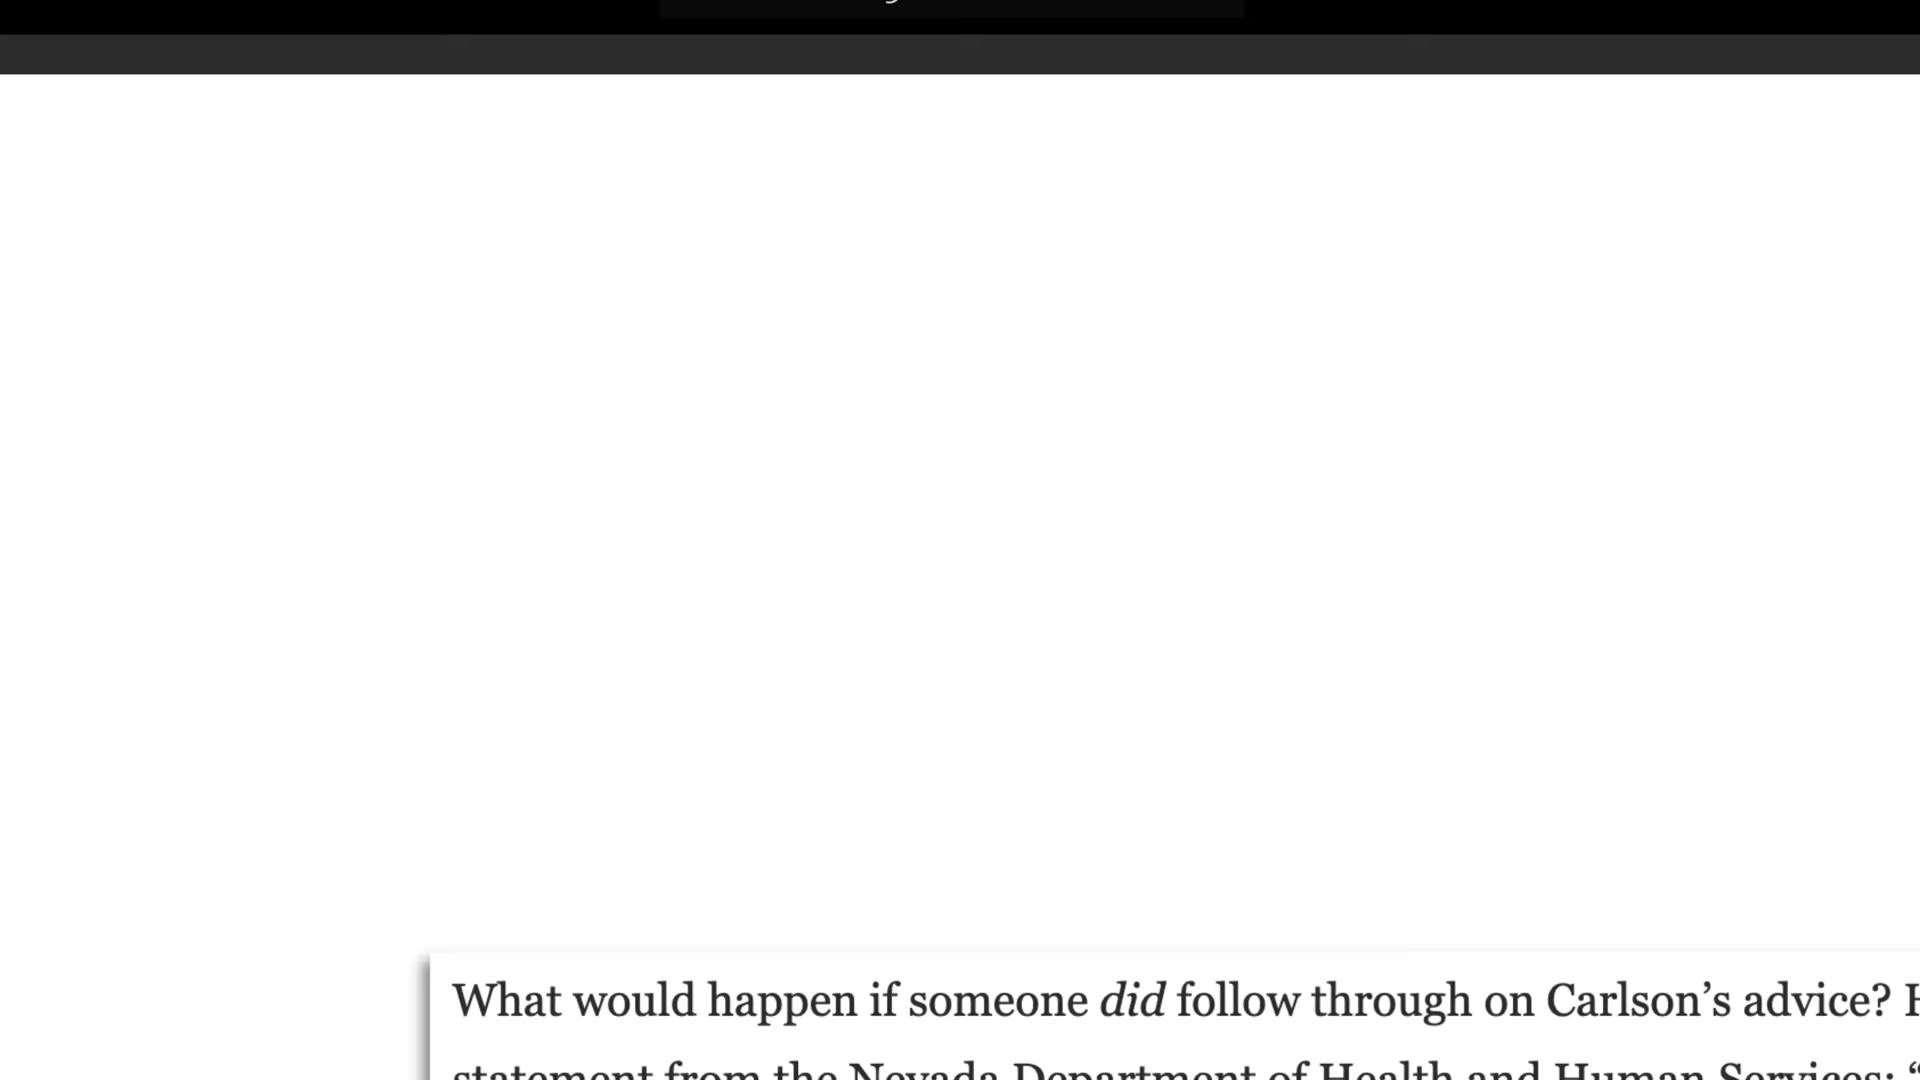 What would happen if someone did follow through on Carlson’s advice?
statement from the Nevada Department of Health and Human Services: “